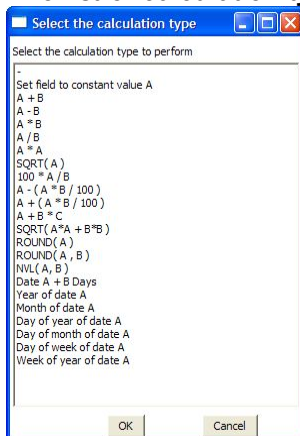 Select the calculation type
Select the calculation type to perform
-
Set field to constant value A
A + B
A - B
A * B
A / B
A * A
SQRT( A )
100 * A / B
A - ( A * B / 100 )
A + ( A * B / 100 )
A + B * C
SQRT( A*A + B*B )
ROUND( A )
ROUND( A , B )
NVL( A, B )
Date A + B Days
Year of date A
Month of date A
Day of year of date A
Day of month of date A
Day of week of date A
Week of year of date A
OK
Cancel